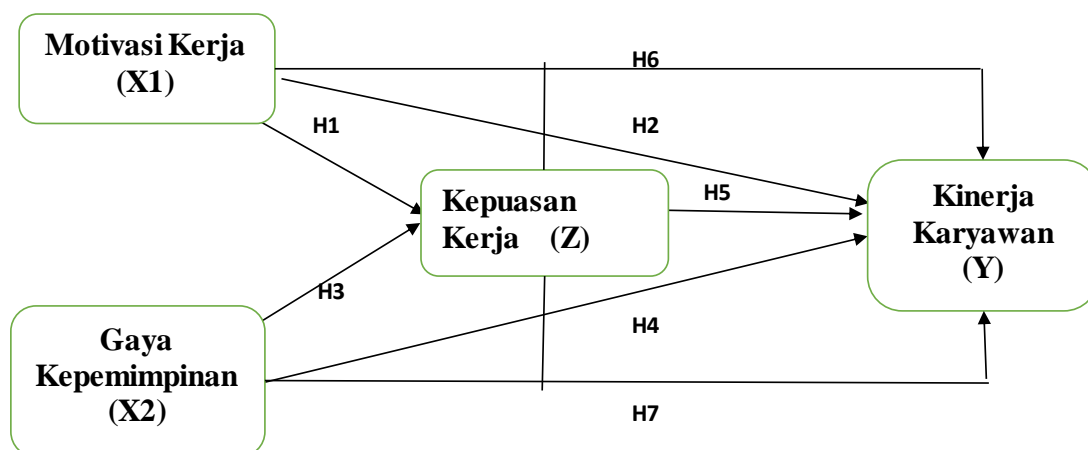 Motivasi Kerja
(X1)
H6
H2
H1
Kepuasan
Kerja (Z)
H5
Kinerja
Karyawan
(Y)
H3
H4
Gaya
Kepemimpinan
(X2)
H7